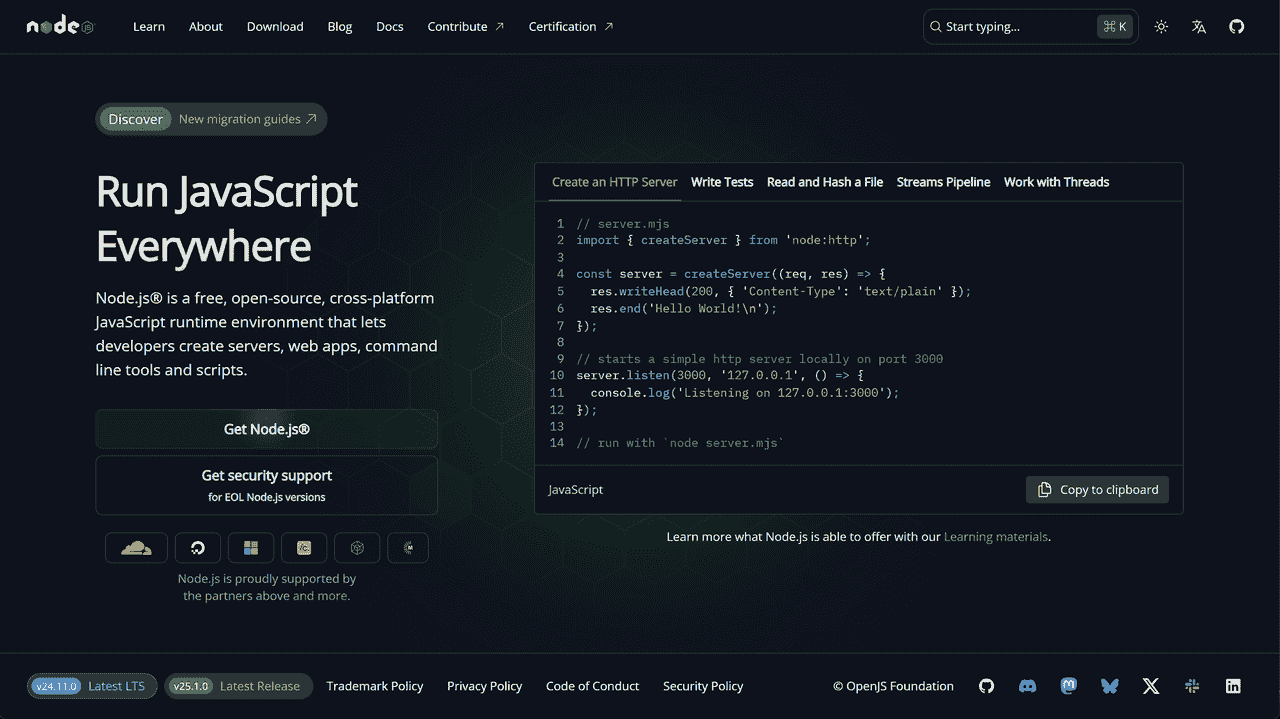 node JS
Learn About Download Blog Docs Contribute Certification
Start typing... ⌘ K
Discover New migration guides
Run JavaScript
Everywhere
Node.js® is a free, open-source, cross-platform
JavaScript runtime environment that lets
developers create servers, web apps, command
line tools and scripts.
Get Node.js®
Get security support
for EOL Node.js versions
Node.js is proudly supported by
the partners above and more.
Create an HTTP Server Write Tests Read and Hash a File Streams Pipeline Work with Threads
1 // server.mjs
2 import { createServer } from 'node:http';
3
4 const server = createServer((req, res) => {
5   res.writeHead(200, { 'Content-Type': 'text/plain' });
6   res.end('Hello World!\n');
7 });
8
9 // starts a simple http server locally on port 3000
10 server.listen(3000, '127.0.0.1', () => {
11   console.log('Listening on 127.0.0.1:3000');
12 });
13
14 // run with `node server.mjs`
JavaScript Copy to clipboard
Learn more what Node.js is able to offer with our Learning materials.
v24.11.0 Latest LTS v25.1.0 Latest Release Trademark Policy Privacy Policy Code of Conduct Security Policy © OpenJS Foundation